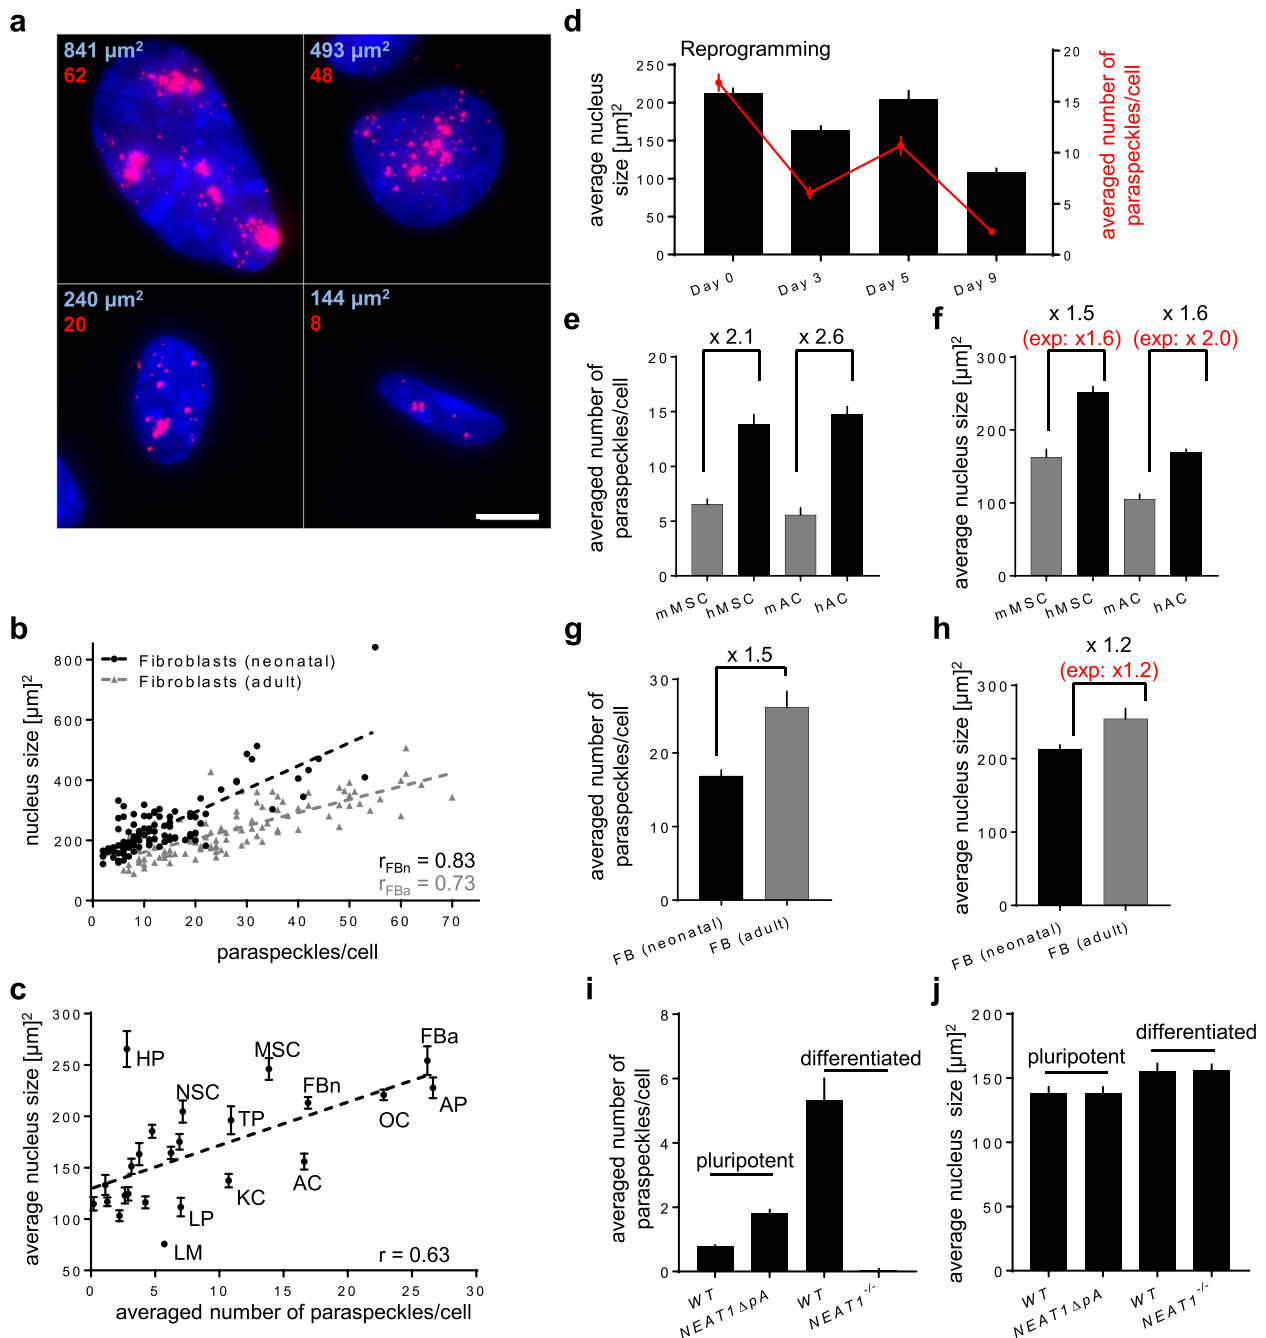 a
841 µm2
62
493 µm2
48
240 µm2
20
144 µm2
8
b
nucleus size [µm]2
800
600
400
200
0
Fibroblasts (neonatal)
Fibroblasts (adult)
rFBn = 0.83
rFBa = 0.73
0 10 20 30 40 50 60 70
paraspeckles/cell
c
average nucleus size [µm]2
300
250
200
150
100
50
HP
MSC
FBa
NSC
FBn
TP
OC
AP
AC
KC
LP
LM
r = 0.63
0 5 10 15 20 25 30
averaged number of paraspeckles/cell
d
Reprogramming
average nucleus
size [µm]2
250
200
150
100
50
0
20
15
10
5
0
averaged number of
paraspeckles/cell
Day 0 Day 3 Day 5 Day 9
e
averaged number of
paraspeckles/cell
x 2.1 x 2.6
20
15
10
5
0
mMSC hMSC mAC hAC
f
average nucleus size [µm]2
x 1.5 x 1.6
(exp: x1.6) (exp: x 2.0)
300
200
100
0
mMSC hMSC mAC hAC
g
averaged number of
paraspeckles/cell
x 1.5
30
20
10
0
FB (neonatal) FB (adult)
h
average nucleus size [µm]2
x 1.2
(exp: x1.2)
300
200
100
0
FB (neonatal) FB (adult)
i
averaged number of
paraspeckles/cell
8
6
4
2
0
differentiated
pluripotent
WT NEAT1ΔpA WT NEAT1-/-
j
average nucleus size [µm]2
200
150
100
50
0
differentiated
pluripotent
WT NEAT1ΔpA WT NEAT1-/-